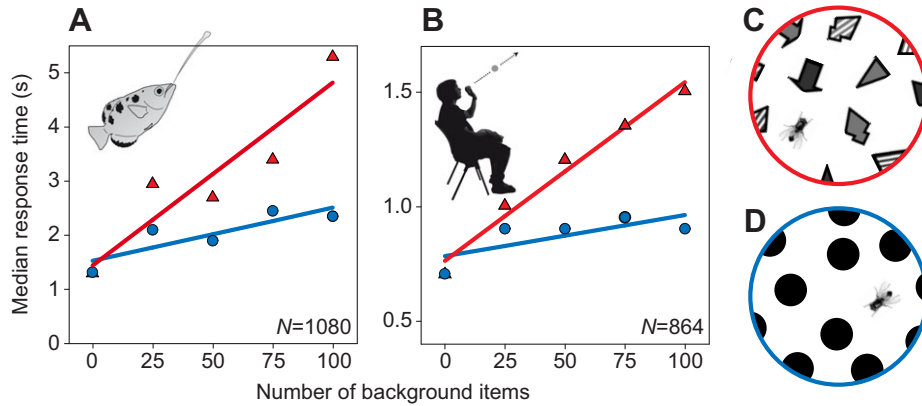 A
B
C
Median response time (s)
5
4
3
2
1
0
1.5
1.0
0.5
N=1080
N=864
D
0 25 50 75 100
0 25 50 75 100
Number of background items